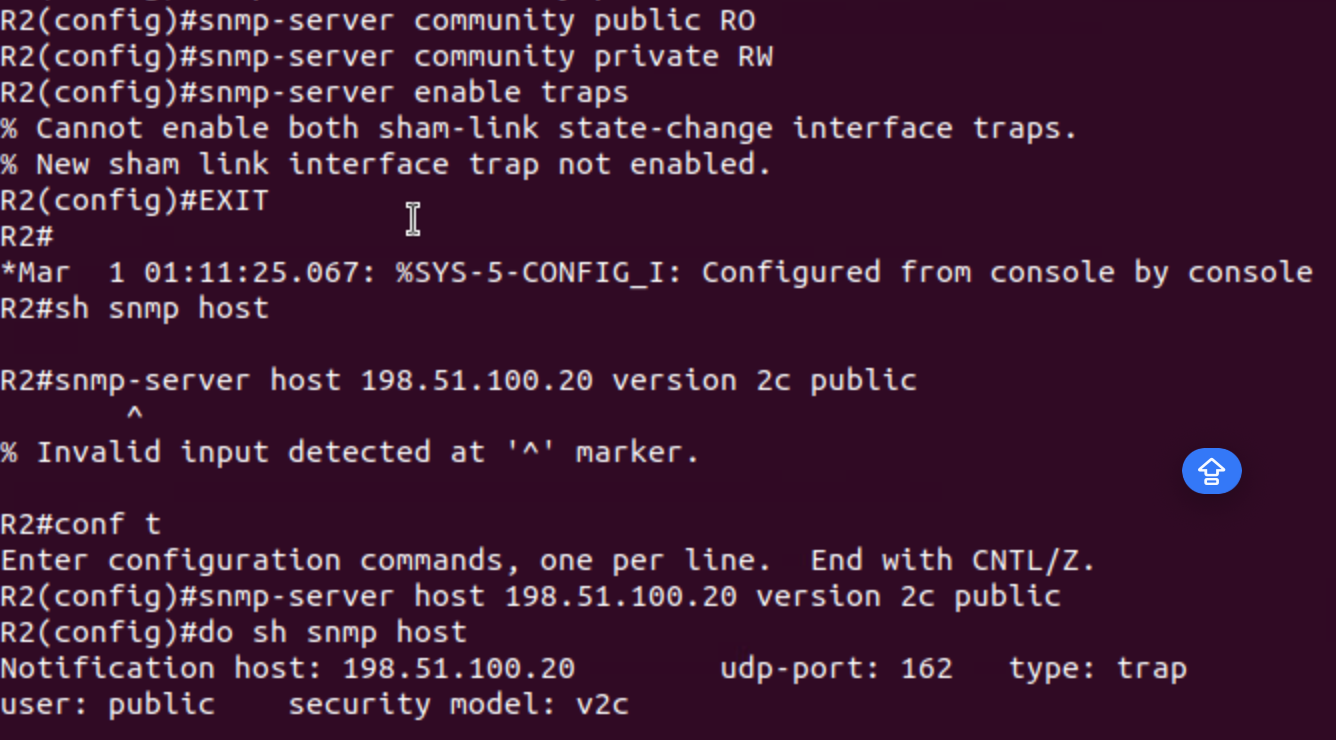 R2(config)#snmp-server community public RO
R2(config)#snmp-server community private RW
R2(config)#snmp-server enable traps
% Cannot enable both sham-link state-change interface traps.
% New sham link interface trap not enabled.
R2(config)#EXIT
R2#
*Mar  1 01:11:25.067: %SYS-5-CONFIG_I: Configured from console by console
R2#sh snmp host
R2#snmp-server host 198.51.100.20 version 2c public
       ^
% Invalid input detected at '^' marker.
R2#conf t
Enter configuration commands, one per line.  End with CNTL/Z.
R2(config)#snmp-server host 198.51.100.20 version 2c public
R2(config)#do sh snmp host
Notification host: 198.51.100.20        udp-port: 162   type: trap
user: public    security model: v2c